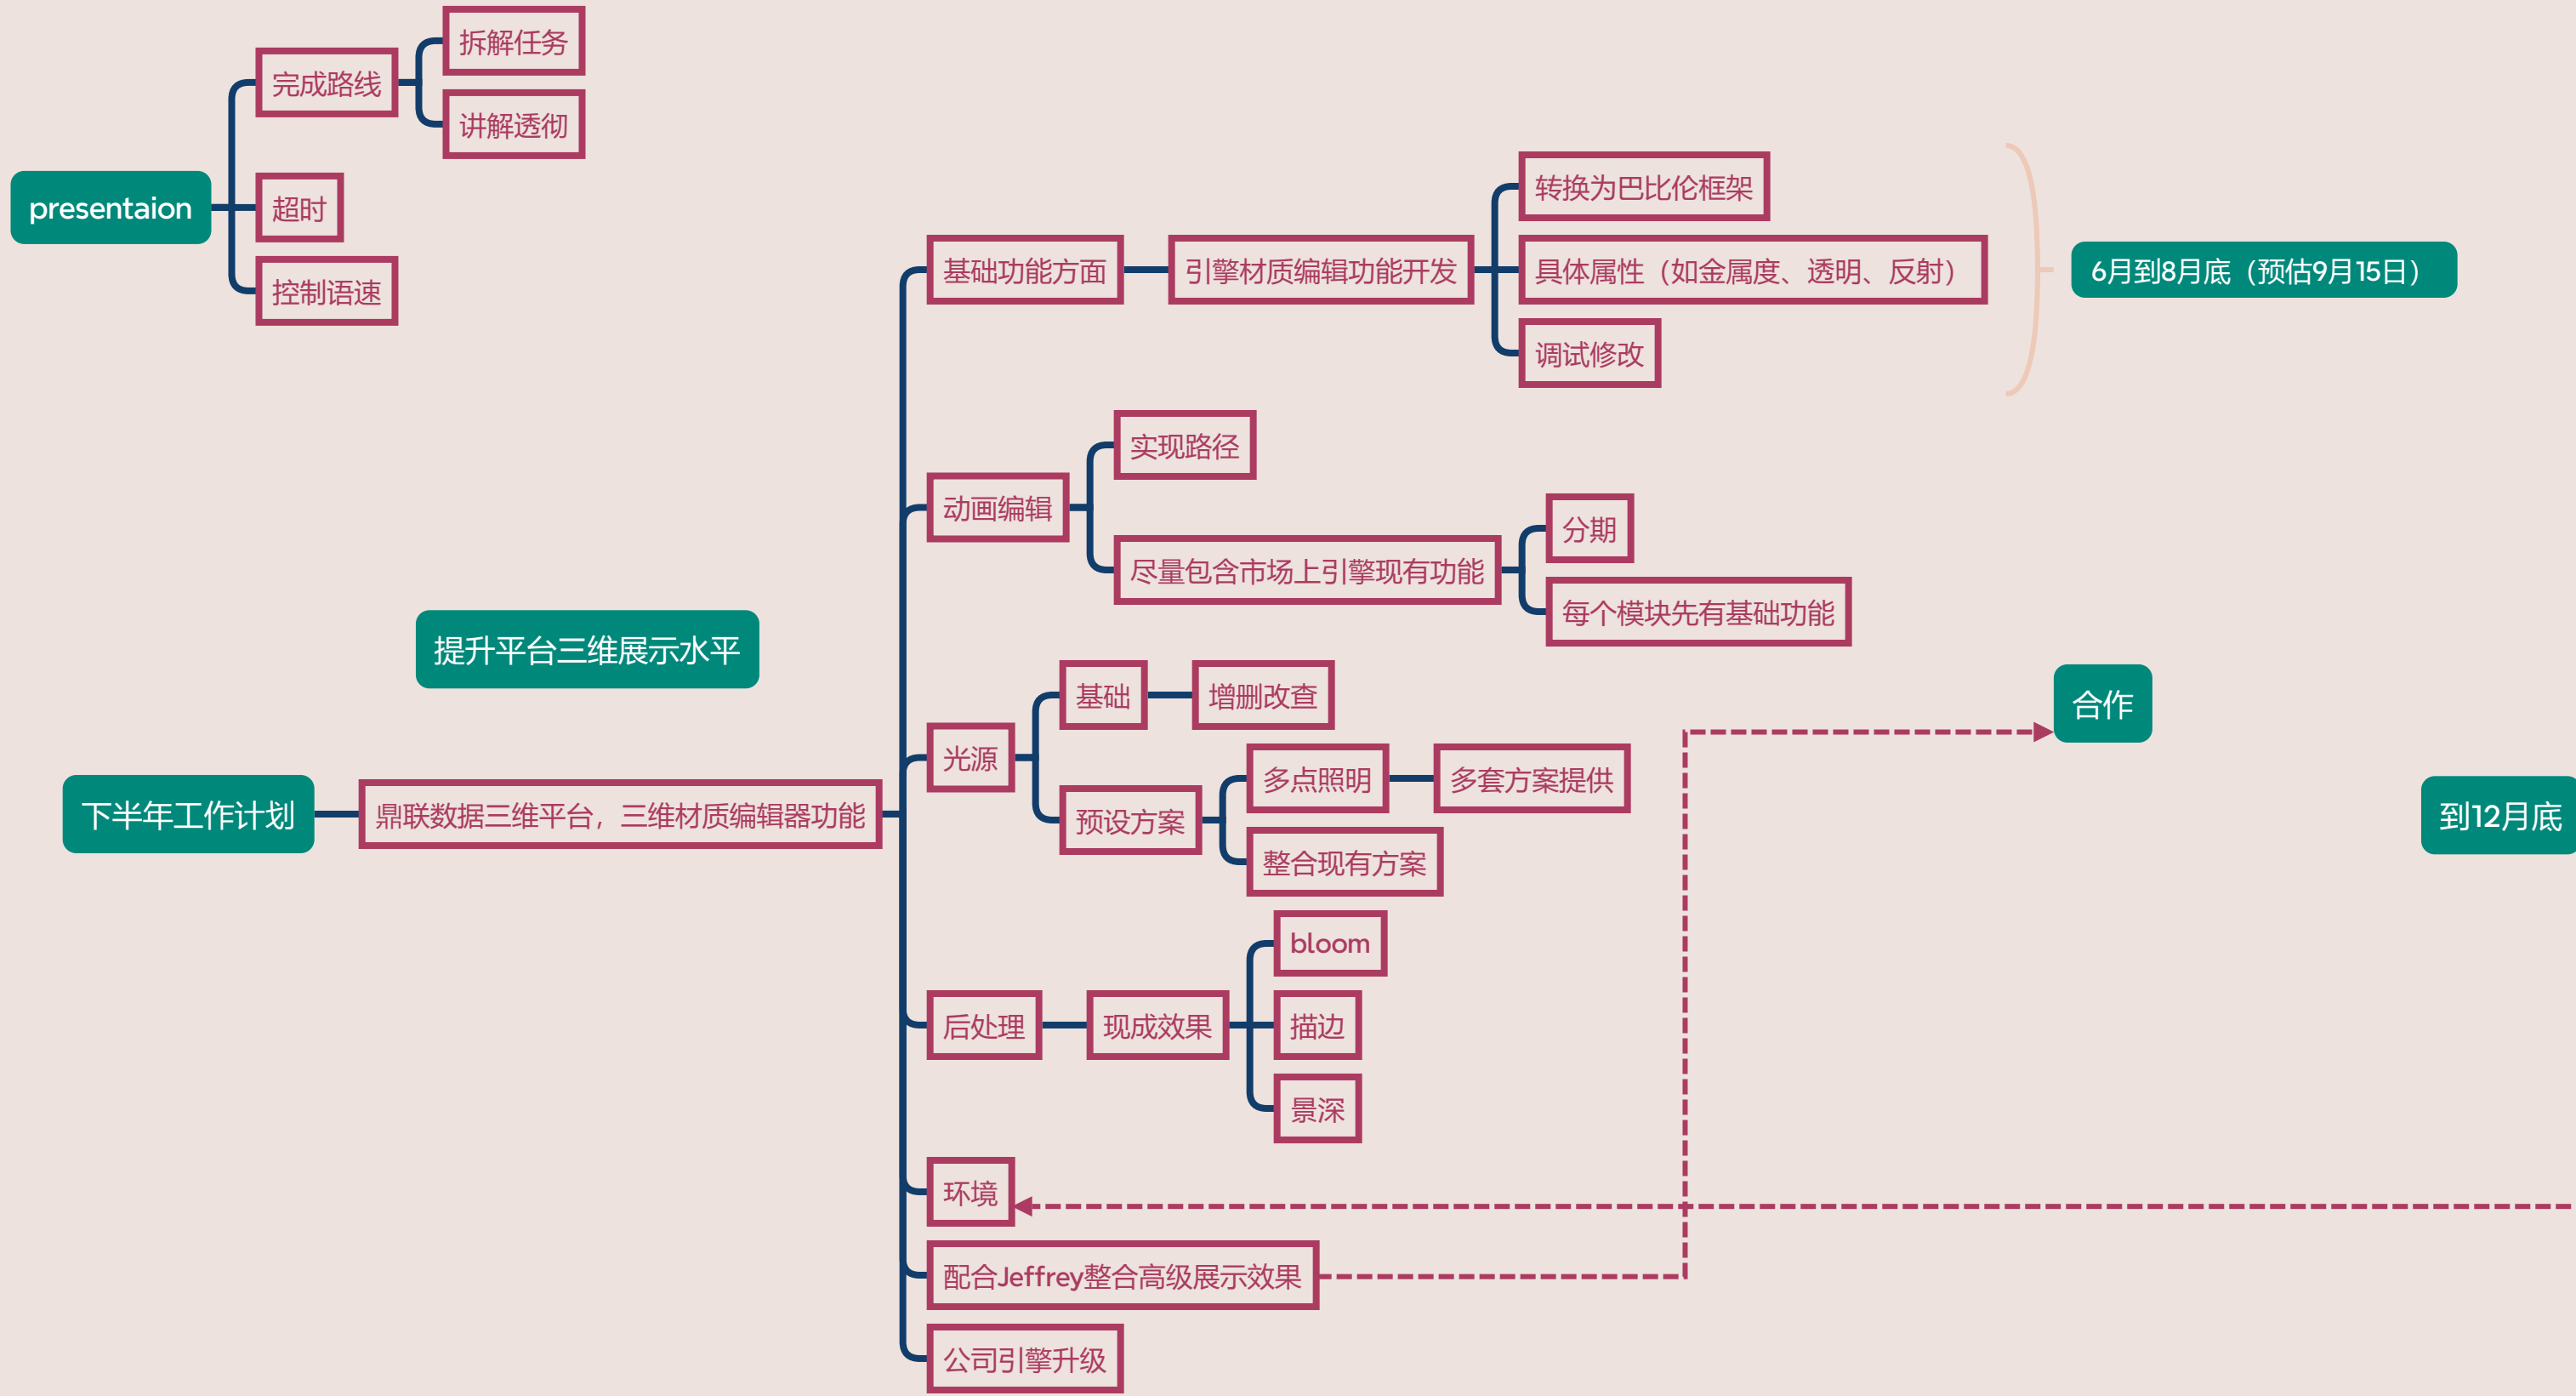 presentaion
完成路线
拆解任务
讲解透彻
超时
控制语速
提升平台三维展示水平
下半年工作计划
鼎联数据三维平台，三维材质编辑器功能
基础功能方面
引擎材质编辑功能开发
转换为巴比伦框架
具体属性（如金属度、透明、反射）
调试修改
6月到8月底（预估9月15日）
动画编辑
实现路径
尽量包含市场上引擎现有功能
分期
每个模块先有基础功能
光源
基础
增删改查
预设方案
多点照明
多套方案提供
整合现有方案
后处理
现成效果
bloom
描边
景深
环境
配合Jeffrey整合高级展示效果
公司引擎升级
合作
到12月底